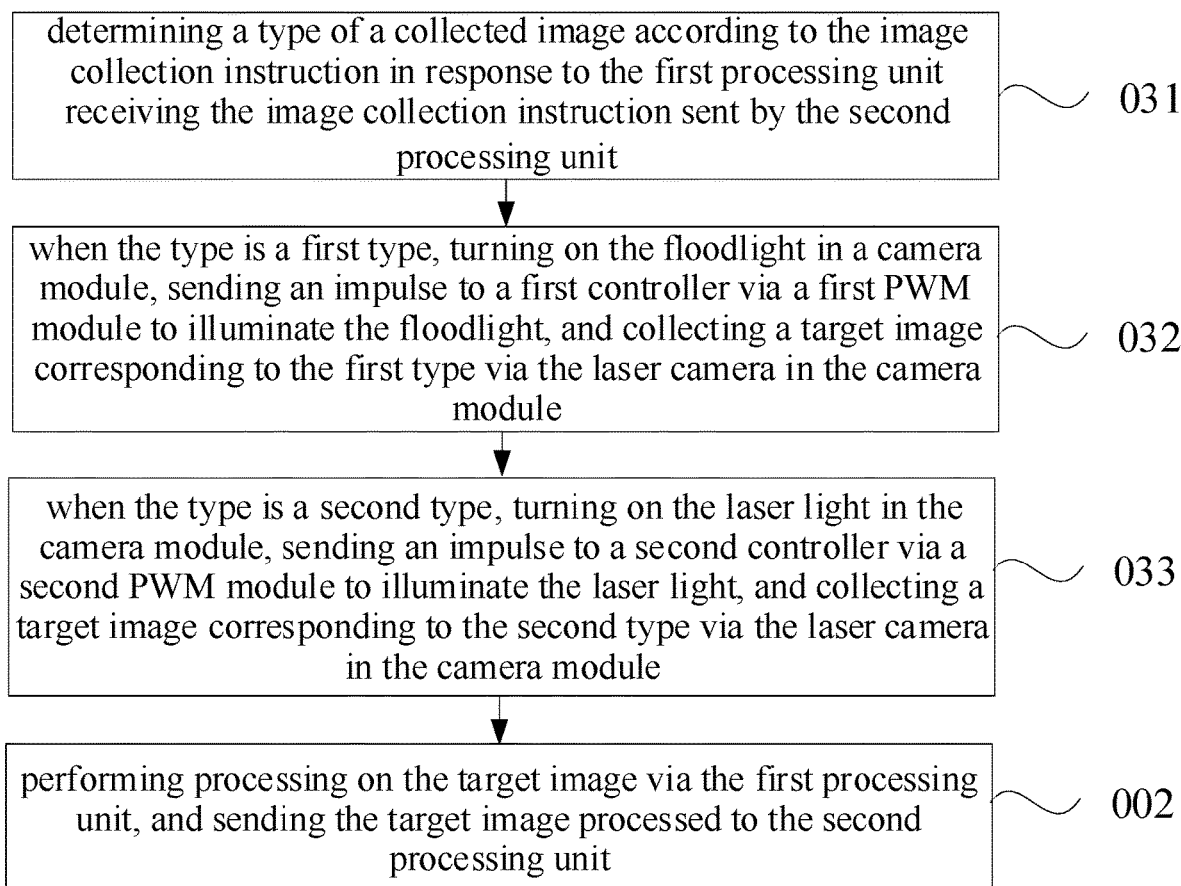 determining a type of a collected image according to the image
collection instruction in response to the first processing unit
receiving the image collection instruction sent by the second
processing unit
031
when the type is a first type, turning on the floodlight in a camera
module, sending an impulse to a first controller via a first PWM
module to illuminate the floodlight, and collecting a target image
corresponding to the first type via the laser camera in the camera
module
032
when the type is a second type, turning on the laser light in the
camera module, sending an impulse to a second controller via a
second PWM module to illuminate the laser light, and collecting a
target image corresponding to the second type via the laser camera
in the camera module
033
performing processing on the target image via the first processing
unit, and sending the target image processed to the second
processing unit
002